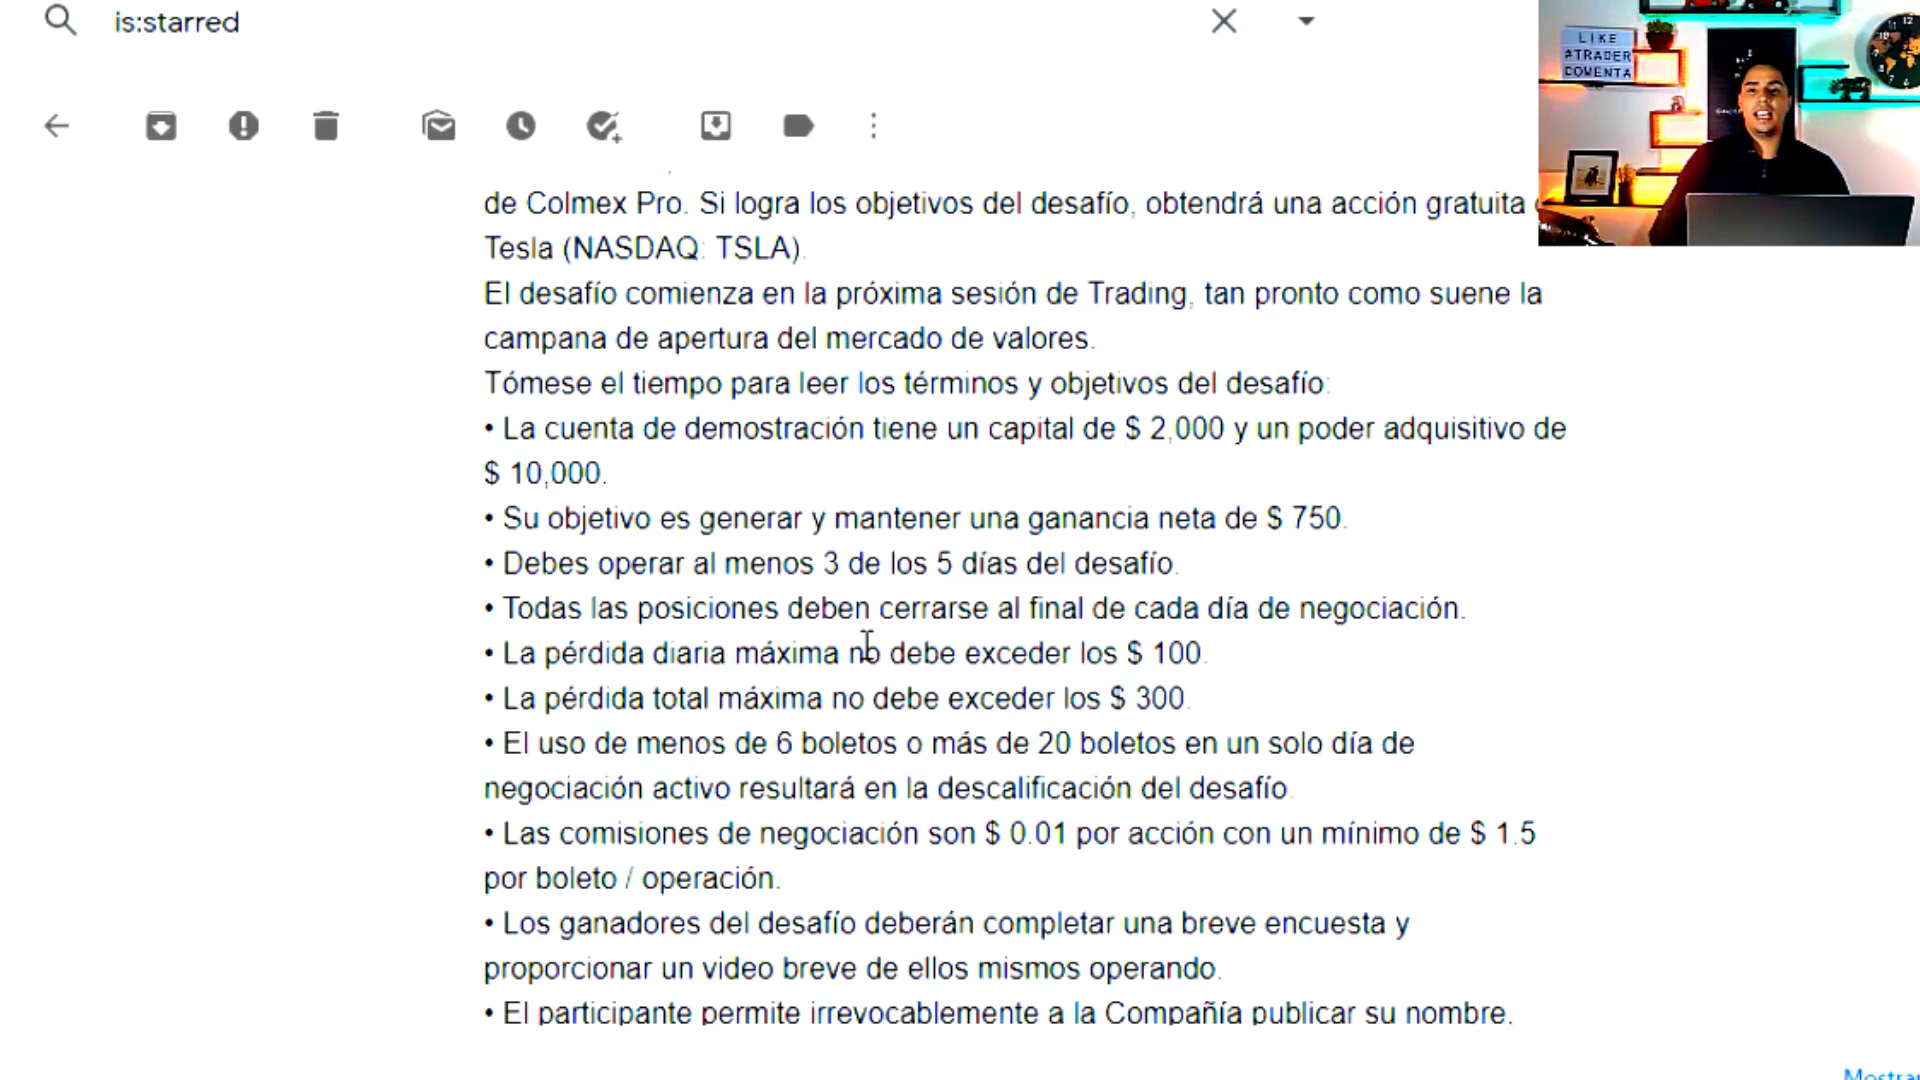 is:starred
LIKE
#TRADER
COMENTA
de Colmex Pro. Si logra los objetivos del desafío, obtendrá una acción gratuita
Tesla (NASDAQ: TSLA).
El desafío comienza en la próxima sesión de Trading, tan pronto como suene la
campana de apertura del mercado de valores.
Tómese el tiempo para leer los términos y objetivos del desafío:
• La cuenta de demostración tiene un capital de $ 2,000 y un poder adquisitivo de
$ 10,000.
• Su objetivo es generar y mantener una ganancia neta de $ 750.
• Debes operar al menos 3 de los 5 días del desafío.
• Todas las posiciones deben cerrarse al final de cada día de negociación.
• La pérdida diaria máxima no debe exceder los $ 100.
• La pérdida total máxima no debe exceder los $ 300.
• El uso de menos de 6 boletos o más de 20 boletos en un solo día de
negociación activo resultará en la descalificación del desafío.
• Las comisiones de negociación son $ 0.01 por acción con un mínimo de $ 1.5
por boleto / operación.
• Los ganadores del desafío deberán completar una breve encuesta y
proporcionar un video breve de ellos mismos operando.
• El participante permite irrevocablemente a la Compañía publicar su nombre.